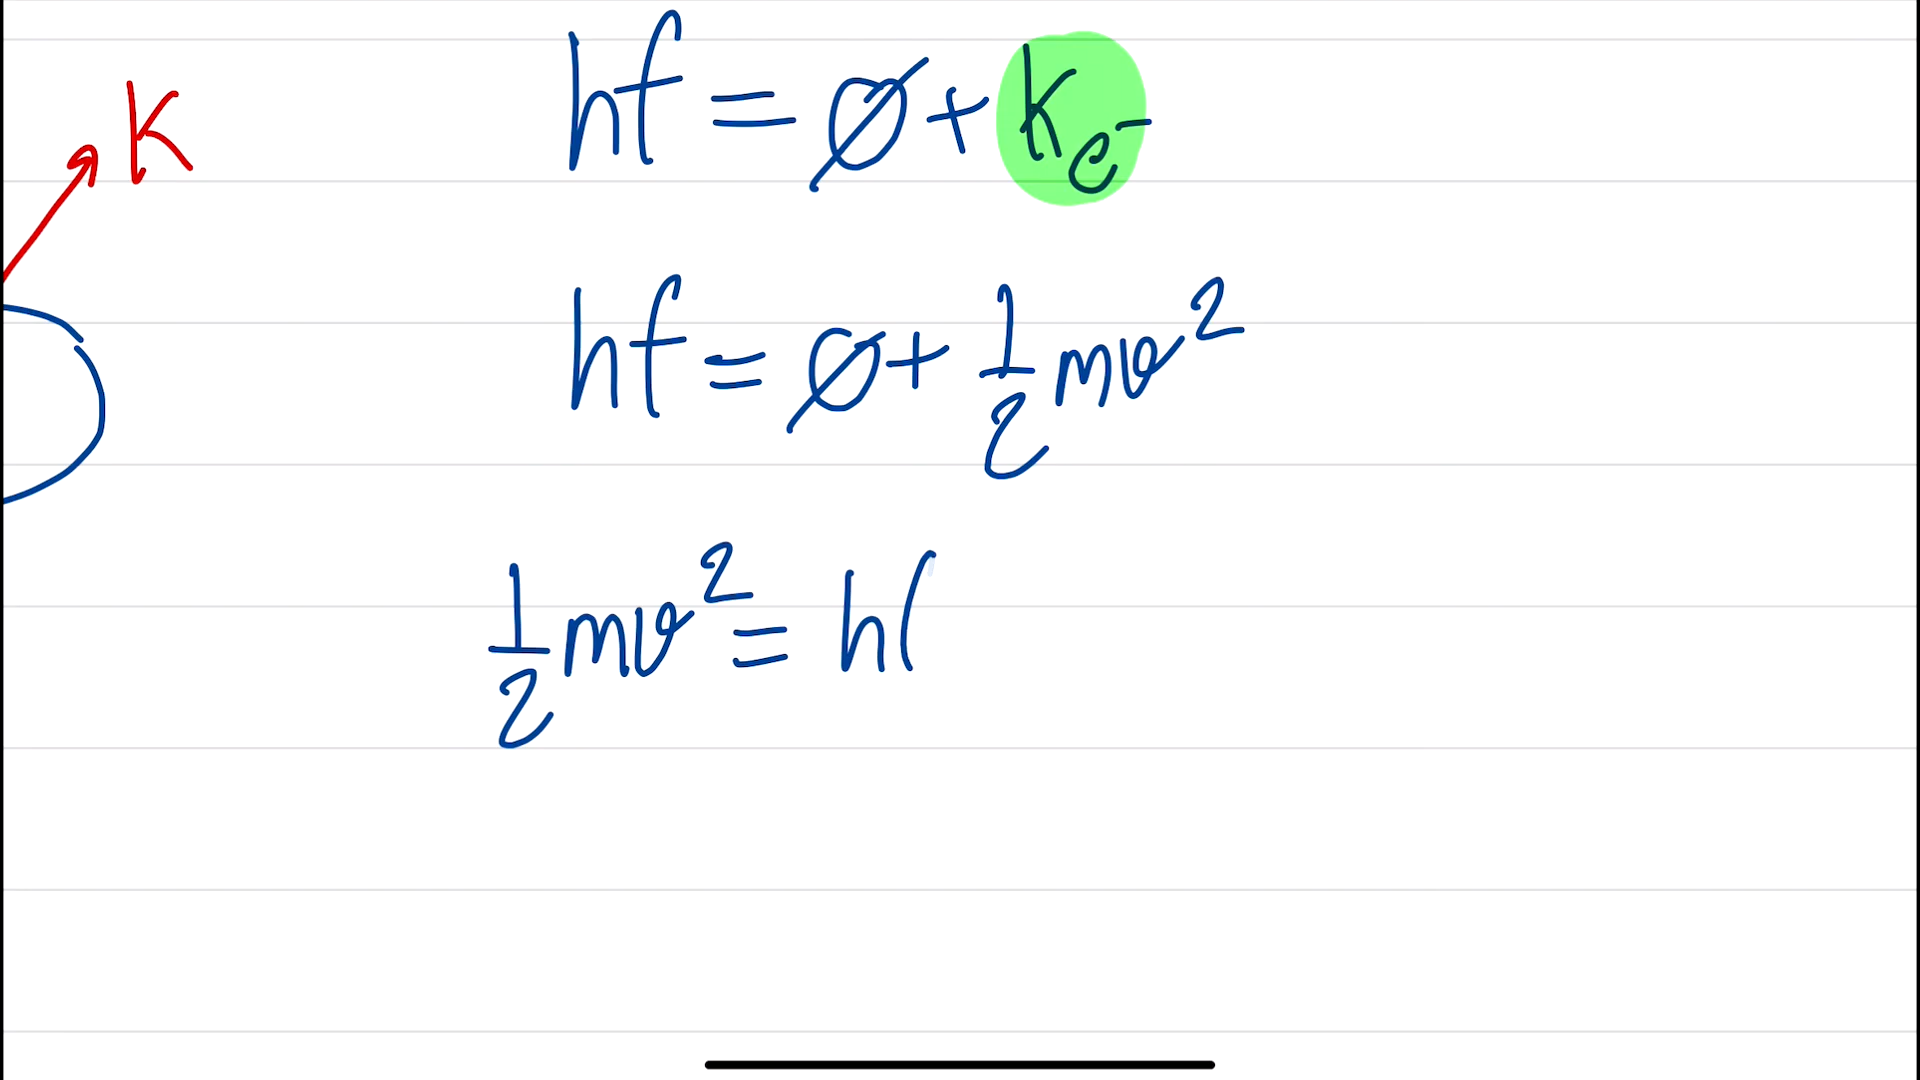 hf = Ø + K_e⁻
K
hf = Ø + 1/2 mv²
1/2 mv² = h